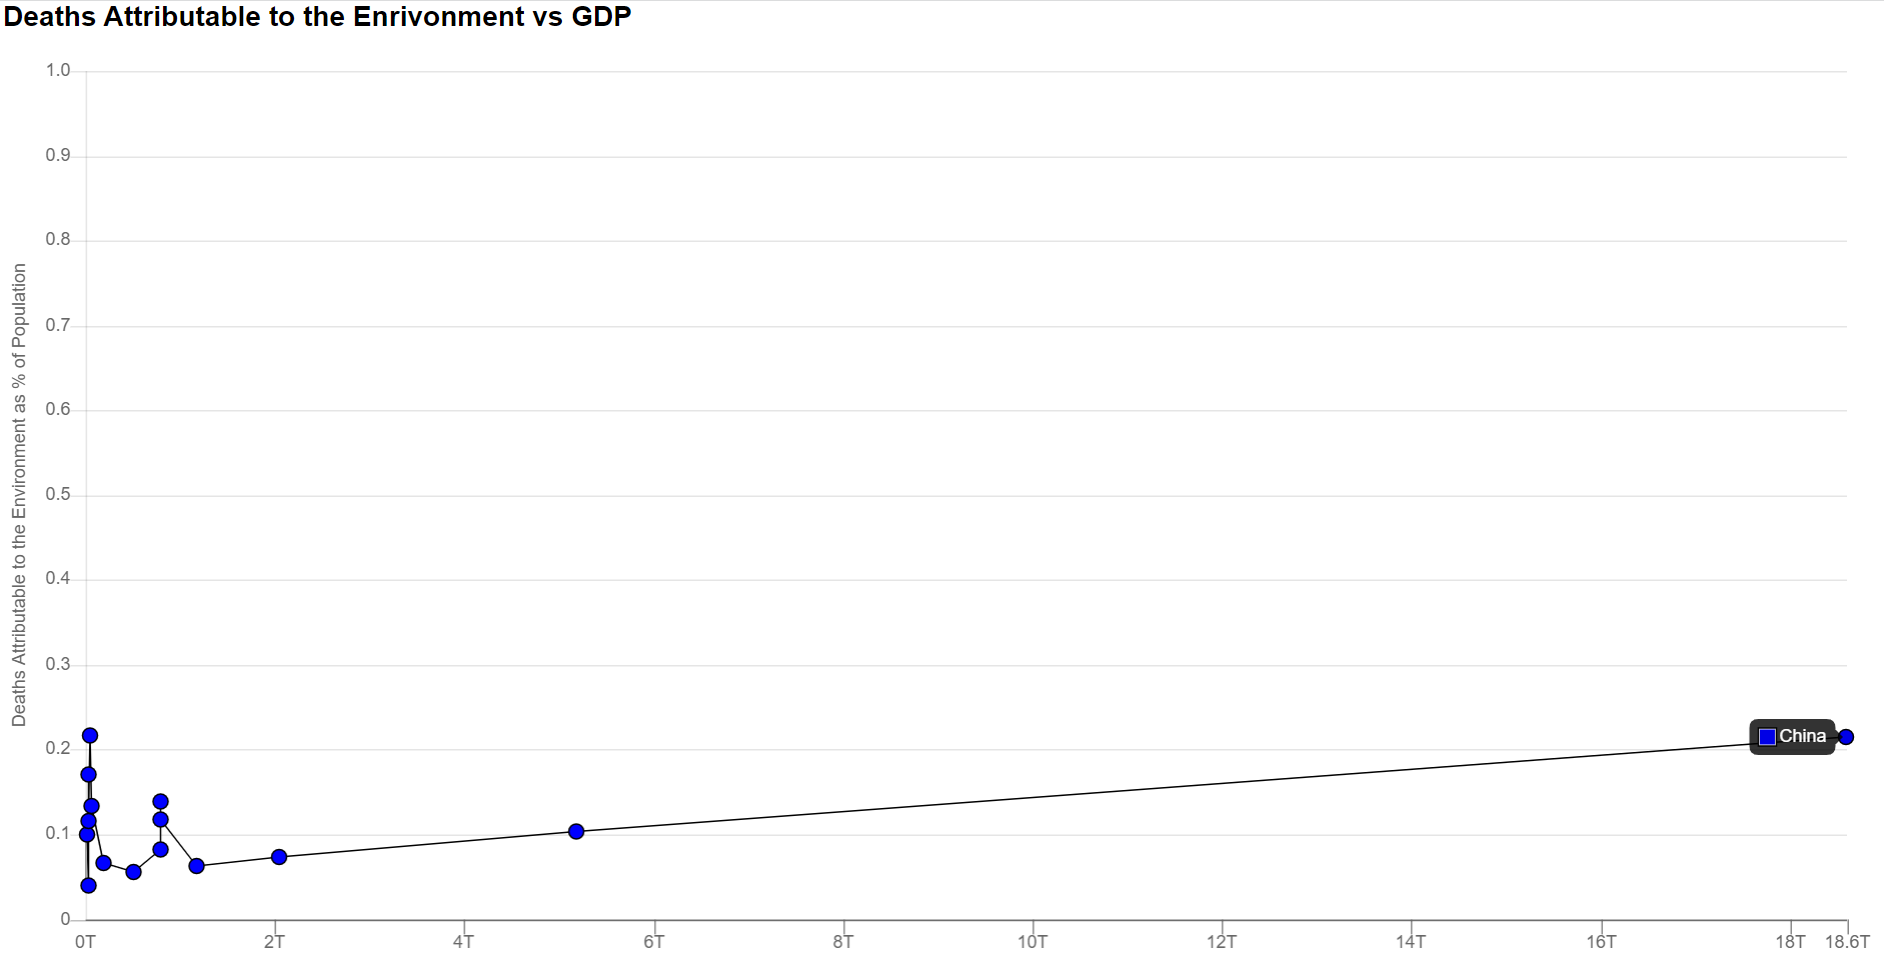 Deaths Attributable to the Enrivonment vs GDP
1.0
0.9
0.8
0.7
0.6
0.5
0.4
0.3
0.2
0.1
0
Deaths Attributable to the Environment as % of Population
China
0T 2T 4T 6T 8T 10T 12T 14T 16T 18T 18.6T